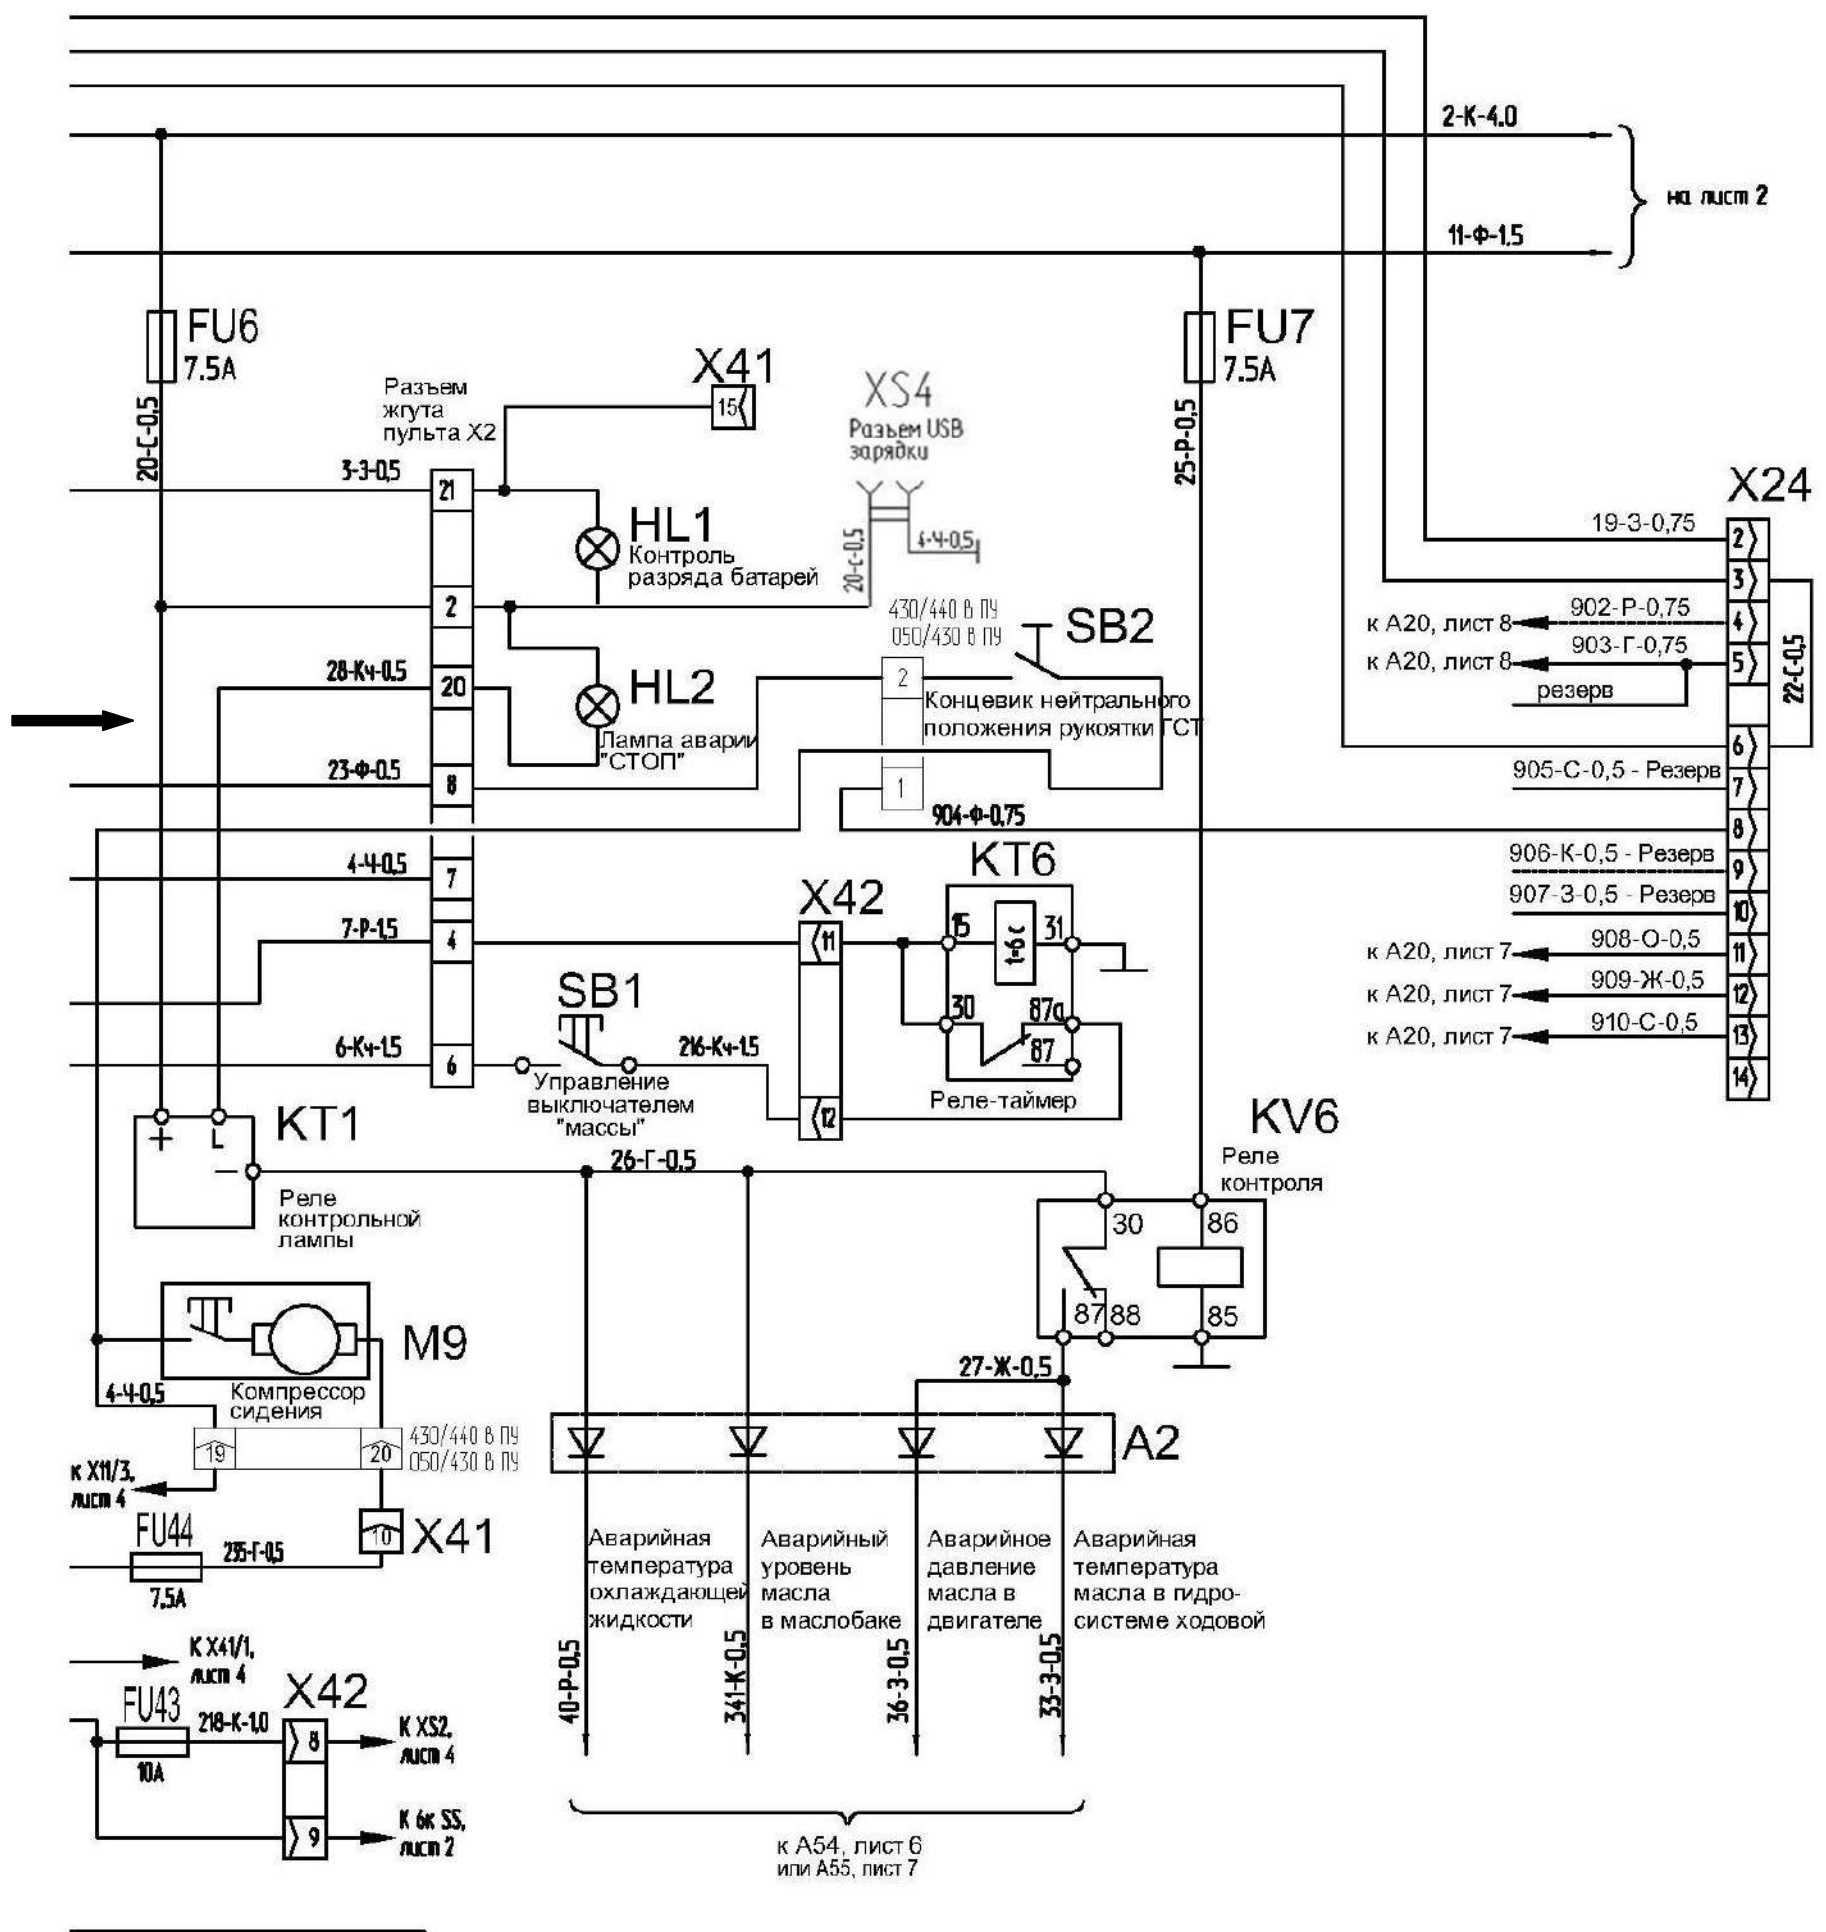 2-К-4.0
на лист 2
11-Ф-1.5
FU6
7.5А
20-С-0,5
Разъем
жгута
пульта Х2
X41
15
XS4
Разъем USB
зарядки
20-с-0.5
4-Ч-0,5
FU7
7.5А
25-Р-0,5
X24
3-З-0,5
21
HL1
Контроль
разряда батарей
2
28-Кч-0.5
20
HL2
Лампа аварии
"СТОП"
23-Ф-0.5
8
430/440 В ПУ
050/430 В ПУ
SB2
2
Концевик нейтрального
положения рукоятки ГСТ
1
904-Ф-0,75
19-З-0,75
2
3
902-Р-0,75
к А20, лист 8
4
903-Г-0,75
к А20, лист 8
5
резерв
22-С-0,5
6
905-С-0,5 - Резерв
7
8
906-К-0,5 - Резерв
9
907-З-0,5 - Резерв
10
908-О-0,5
к А20, лист 7
11
909-Ж-0,5
к А20, лист 7
12
910-С-0,5
к А20, лист 7
13
14
4-Ч-0,5
7
7-Р-1,5
4
X42
11
KT6
15
t=6 с
31
30
87а
87
Реле-таймер
12
6-Кч-1.5
6
SB1
216-Кч-1.5
Управление
выключателем
"массы"
+
L
KT1
–
Реле
контрольной
лампы
26-Г-0.5
KV6
Реле
контроля
30
86
87
88
85
27-Ж-0,5
M9
Компрессор
сидения
4-Ч-0,5
19
20
430/440 В ПУ
050/430 В ПУ
к Х11/3,
лист 4
10
X41
FU44
235-Г-0,5
7.5А
A2
Аварийная
температура
охлаждающей
жидкости
Аварийный
уровень
масла
в маслобаке
Аварийное
давление
масла в
двигателе
Аварийная
температура
масла в гидро-
системе ходовой
40-Р-0,5
341-К-0,5
36-З-0,5
33-З-0,5
К Х41/1,
лист 4
FU43
218-К-1,0
10А
X42
8
К XS2,
лист 4
9
К 6к S5,
лист 2
к А54, лист 6
или А55, лист 7